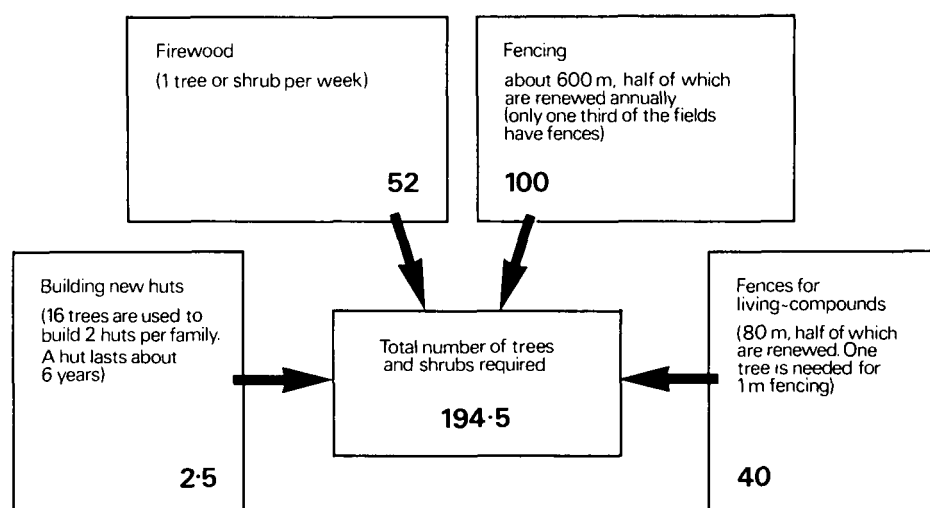 Firewood
(1 tree or shrub per week)
52
Fencing
about 600 m, half of which
are renewed annually
(only one third of the fields
have fences)
100
Building new huts
(16 trees are used to
build 2 huts per family.
A hut lasts about
6 years)
2·5
Total number of trees
and shrubs required
194·5
Fences for
living-compounds
(80 m, half of which
are renewed. One
tree is needed for
1 m fencing)
40